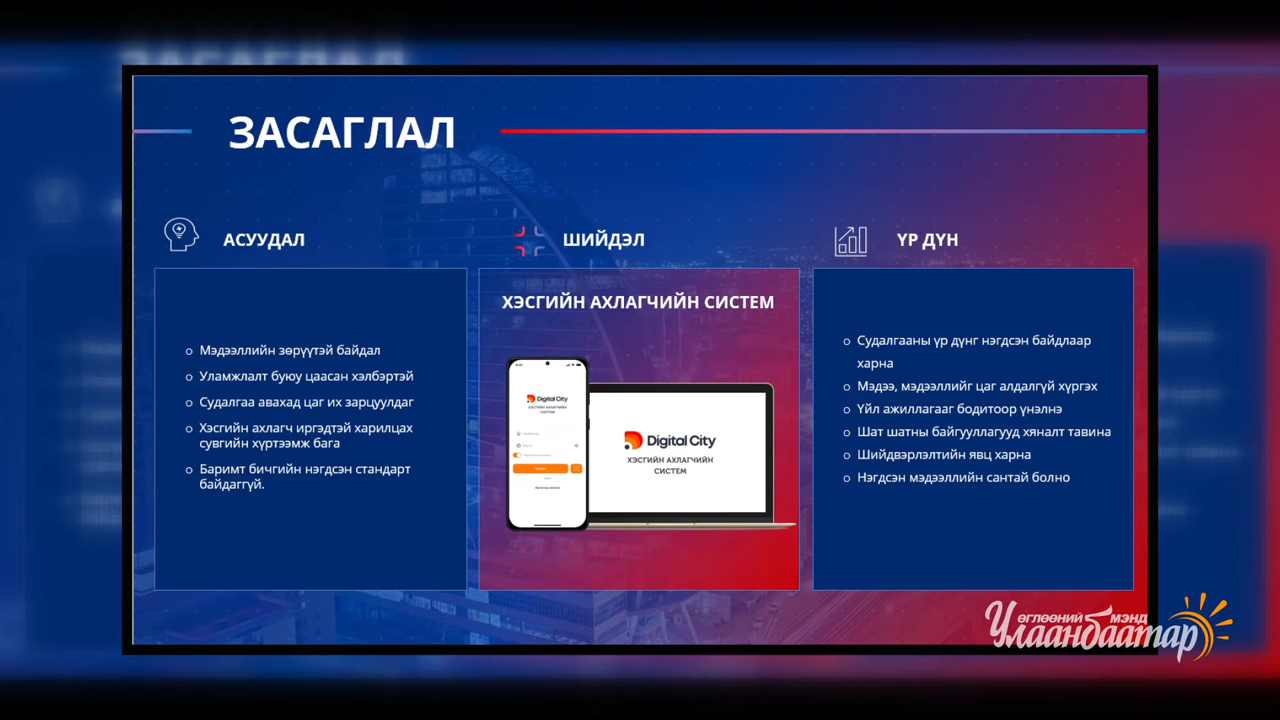 ЗАСАГЛАЛ
АСУУДАЛ
Мэдээллийн зөрүүтэй байдал
Уламжлалт буюу цаасан хэлбэртэй
Судалгаа авахад цаг их зарцуулдаг
Хэсгийн ахлагч иргэдтэй харилцах
сувгийн хүртээмж бага
Баримт бичгийн нэгдсэн стандарт
байдаггүй.
ШИЙДЭЛ
ХЭСГИЙН АХЛАГЧИЙН СИСТЕМ
Digital City
ХЭСГИЙН АХЛАГЧИЙН
СИСТЕМ
Digital City
ХЭСГИЙН АХЛАГЧИЙН
СИСТЕМ
ҮР ДҮН
Судалгааны үр дүнг нэгдсэн байдлаар
харна
Мэдээ, мэдээллийг цаг алдалгүй хүргэх
Үйл ажиллагааг бодитоор үнэлнэ
Шат шатны байгууллагууд хяналт тавина
Шийдвэрлэлтийн явц харна
Нэгдсэн мэдээллийн сантай болно
ӨГЛӨӨНИЙ МЭНД
Улаанбаатар